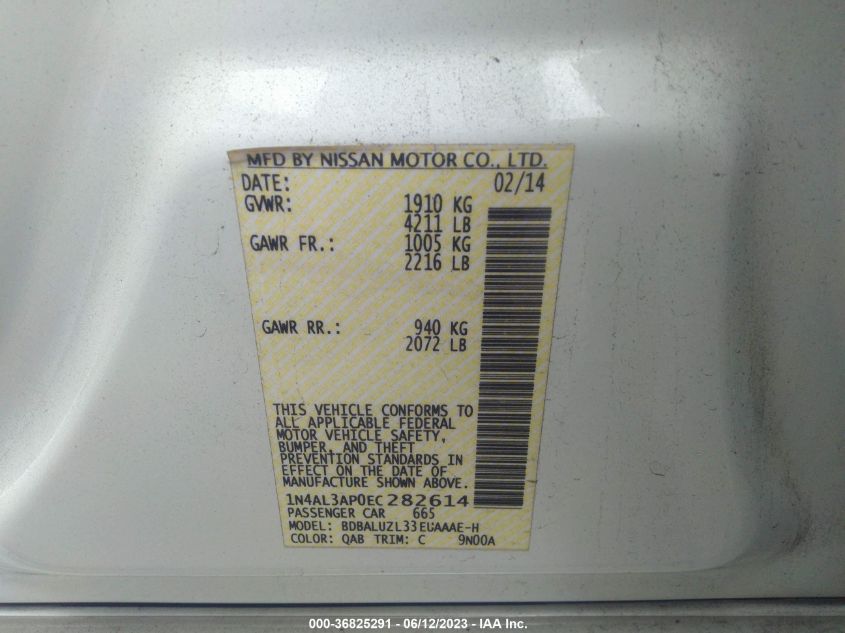 MFD BY NISSAN MOTOR CO., LTD.
DATE: 02/14
GVWR: 1910 KG
4211 LB
GAWR FR.: 1005 KG
2216 LB
GAWR RR.: 940 KG
2072 LB
THIS VEHICLE CONFORMS TO
ALL APPLICABLE FEDERAL
MOTOR VEHICLE SAFETY,
BUMPER, AND THEFT
PREVENTION STANDARDS IN
EFFECT ON THE DATE OF
MANUFACTURE SHOWN ABOVE.
1N4AL3AP0EC282614
PASSENGER CAR 665
MODEL: BDBALUZL33EUAAAE-H
COLOR: QAB TRIM: C 9N00A
000-36825291 - 06/12/2023 - IAA Inc.